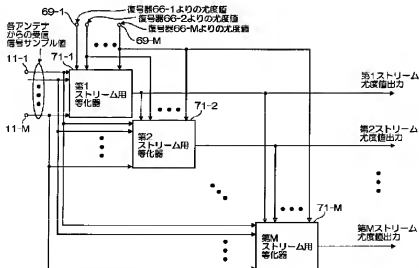 69-1
復号器66-1よりの尤度値
復号器66-2よりの尤度値
復号器66-Mよりの尤度値
69-M
各アンテナ
からの受信
信号サンプル値
71-1
11-1
第1
ストリーム用
等化器
第1ストリーム
尤度値出力
71-2
11-M
第2
ストリーム用
等化器
第2ストリーム
尤度値出力
71-M
第M
ストリーム用
等化器
第Mストリーム
尤度値出力